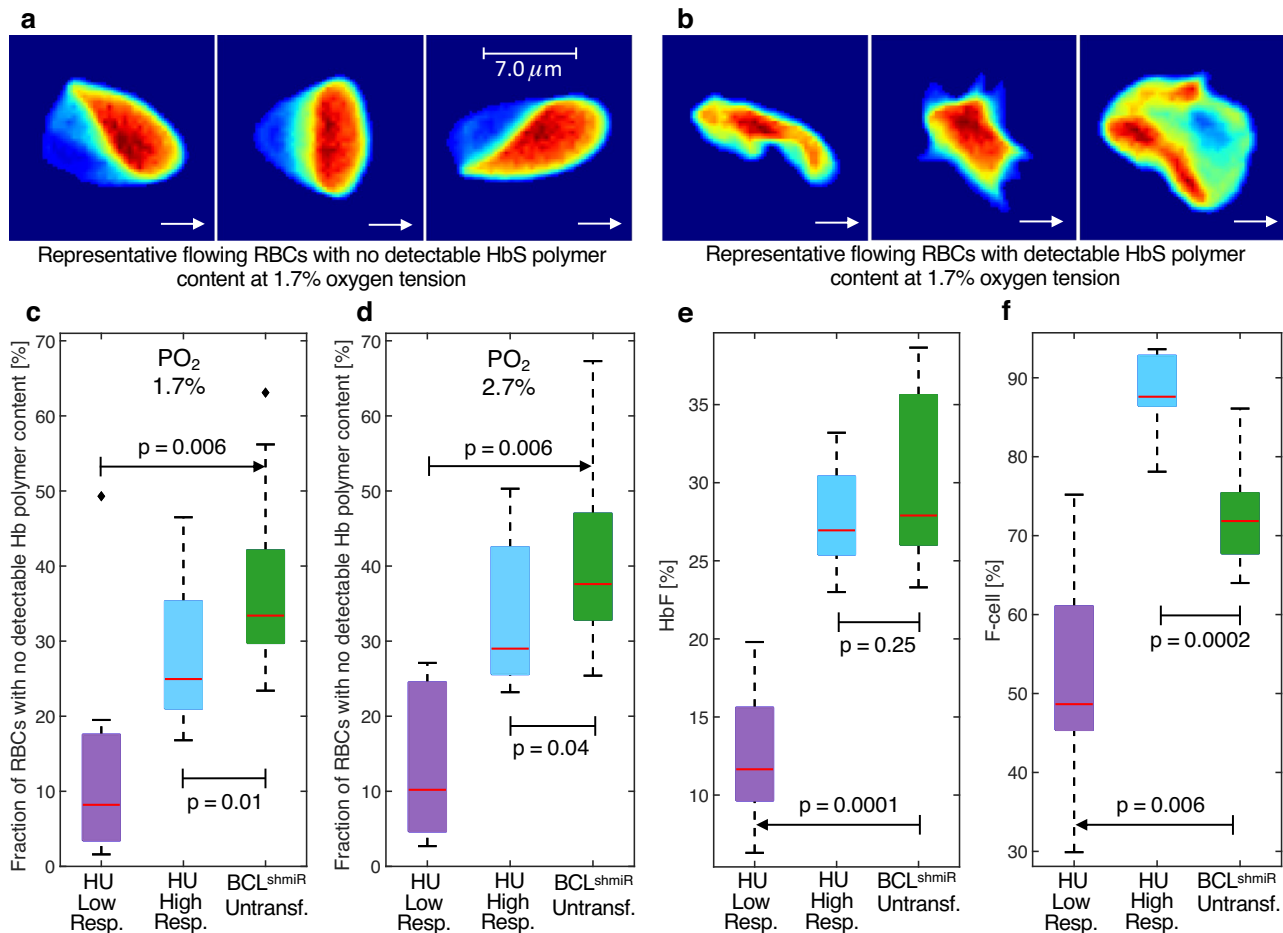 a
b
7.0 μm
Representative flowing RBCs with no detectable HbS polymer
content at 1.7% oxygen tension
Representative flowing RBCs with detectable HbS polymer
content at 1.7% oxygen tension
c
Fraction of RBCs with no detectable Hb polymer content [%]
70
60
50
40
30
20
10
0
PO2
1.7%
p = 0.006
p = 0.01
HU
Low
Resp.
HU
High
Resp.
BCLshmiR
Untransf.
d
Fraction of RBCs with no detectable Hb polymer content [%]
70
60
50
40
30
20
10
0
PO2
2.7%
p = 0.006
p = 0.04
HU
Low
Resp.
HU
High
Resp.
BCLshmiR
Untransf.
e
HbF [%]
35
30
25
20
15
10
p = 0.25
p = 0.0001
HU
Low
Resp.
HU
High
Resp.
BCLshmiR
Untransf.
f
F-cell [%]
90
80
70
60
50
40
30
p = 0.0002
p = 0.006
HU
Low
Resp.
HU
High
Resp.
BCLshmiR
Untransf.